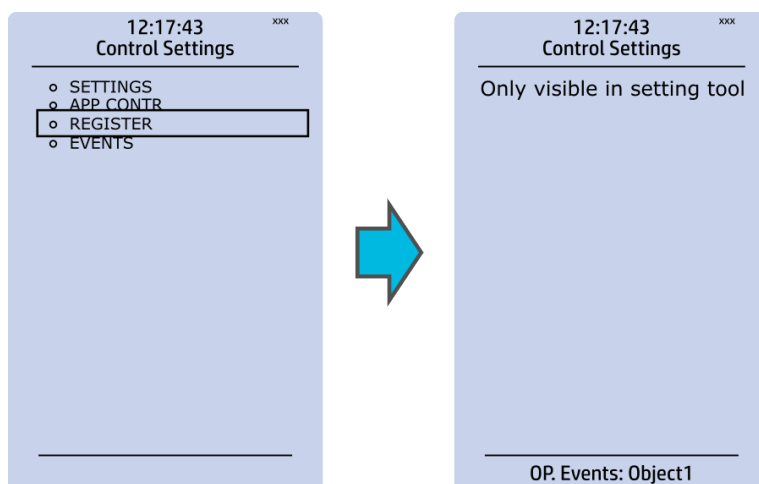 12:17:43 xxx
Control Settings
SETTINGS
APP CONTR
REGISTER
EVENTS
12:17:43 xxx
Control Settings
Only visible in setting tool
OP. Events: Object1